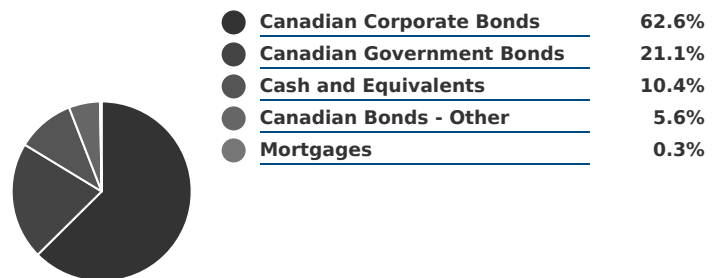 Canadian Corporate Bonds 62.6%
Canadian Government Bonds 21.1%
Cash and Equivalents 10.4%
Canadian Bonds - Other 5.6%
Mortgages 0.3%